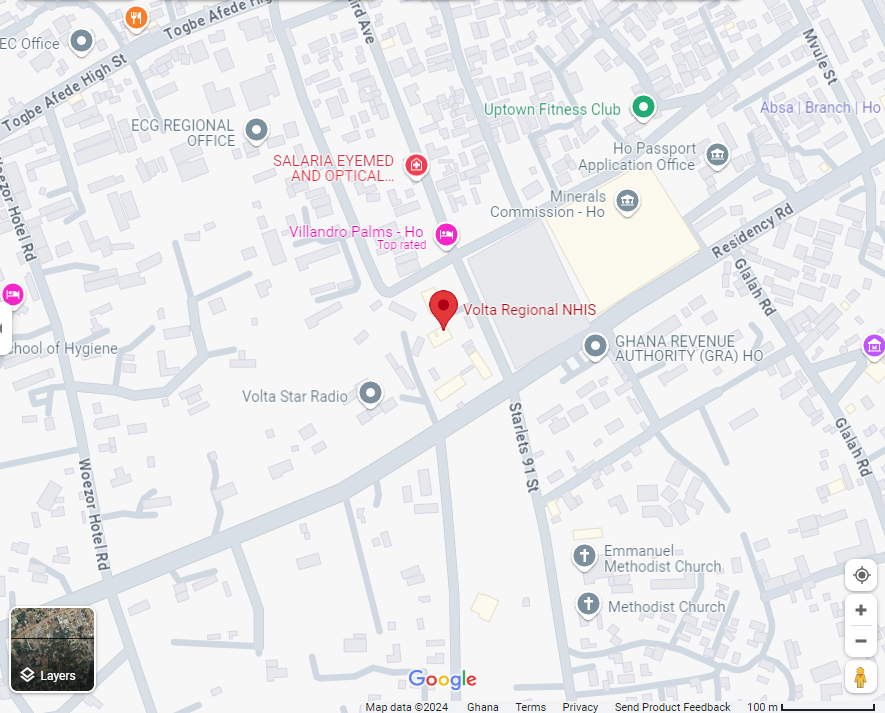 Togbe Afede High
ird Ave
EC Office
Mvule St
Togbe Afede High St
Uptown Fitness Club
Absa | Branch | Ho
ECG REGIONAL
OFFICE
Ho Passport
Application Office
SALARIA EYEMED
AND OPTICAL...
Minerals
Commission - Ho
Woezor Hotel Rd
Residency Rd
Villandro Palms - Ho
Top rated
Glalah Rd
Volta Regional NHIS
GHANA REVENUE
AUTHORITY (GRA) HO
chool of Hygiene
Volta Star Radio
Starlets 91 St
Glalah Rd
Woezor Hotel Rd
Emmanuel
Methodist Church
Methodist Church
Layers
Google
Map data ©2024 Ghana Terms Privacy Send Product Feedback 100 m